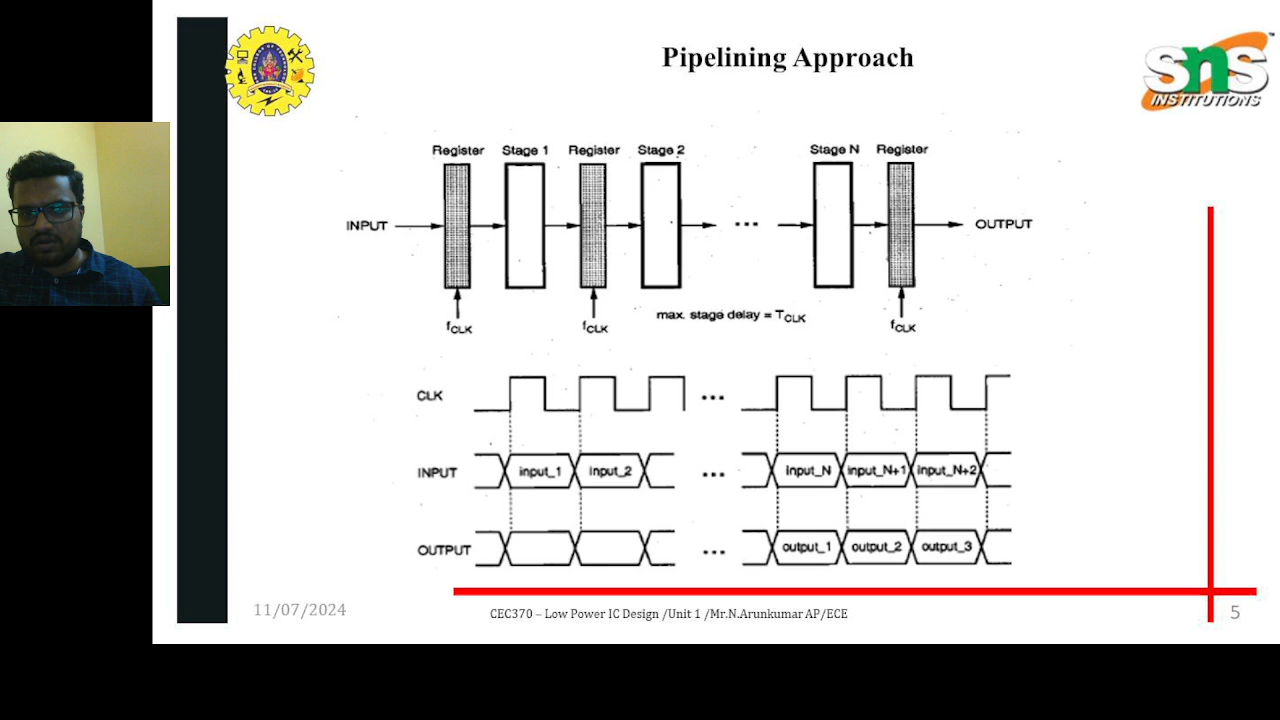 Pipelining Approach
SNS
INSTITUTIONS
Register Stage 1 Register Stage 2 Stage N Register
INPUT ... OUTPUT
max. stage delay = TCLK
fCLK fCLK fCLK
CLK ...
INPUT input_1 input_2 ... input_N input_N+1 input_N+2
OUTPUT ... output_1 output_2 output_3
11/07/2024 CEC370 – Low Power IC Design /Unit 1 /Mr.N.Arunkumar AP/ECE 5